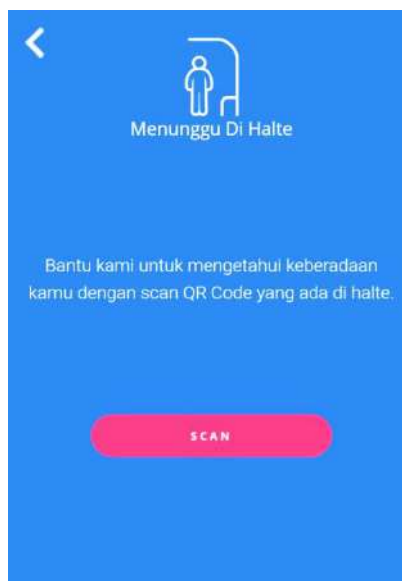 Menunggu Di Halte
Bantu kami untuk mengetahui keberadaan
kamu dengan scan QR Code yang ada di halte.
SCAN